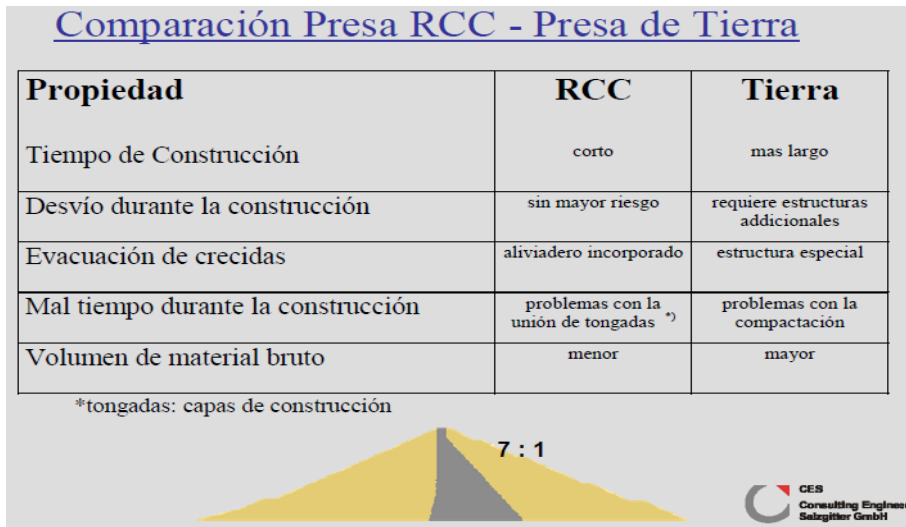 Comparación Presa RCC - Presa de Tierra
Propiedad RCC Tierra
Tiempo de Construcción corto mas largo
Desvío durante la construcción sin mayor riesgo requiere estructuras
addicionales
Evacuación de crecidas aliviadero incorporado estructura especial
Mal tiempo durante la construcción problemas con la
unión de tongadas *) problemas con la
compactación
Volumen de material bruto menor mayor
*tongadas: capas de construcción
7 : 1
CES
Consulting Enginee
Salzgitter GmbH